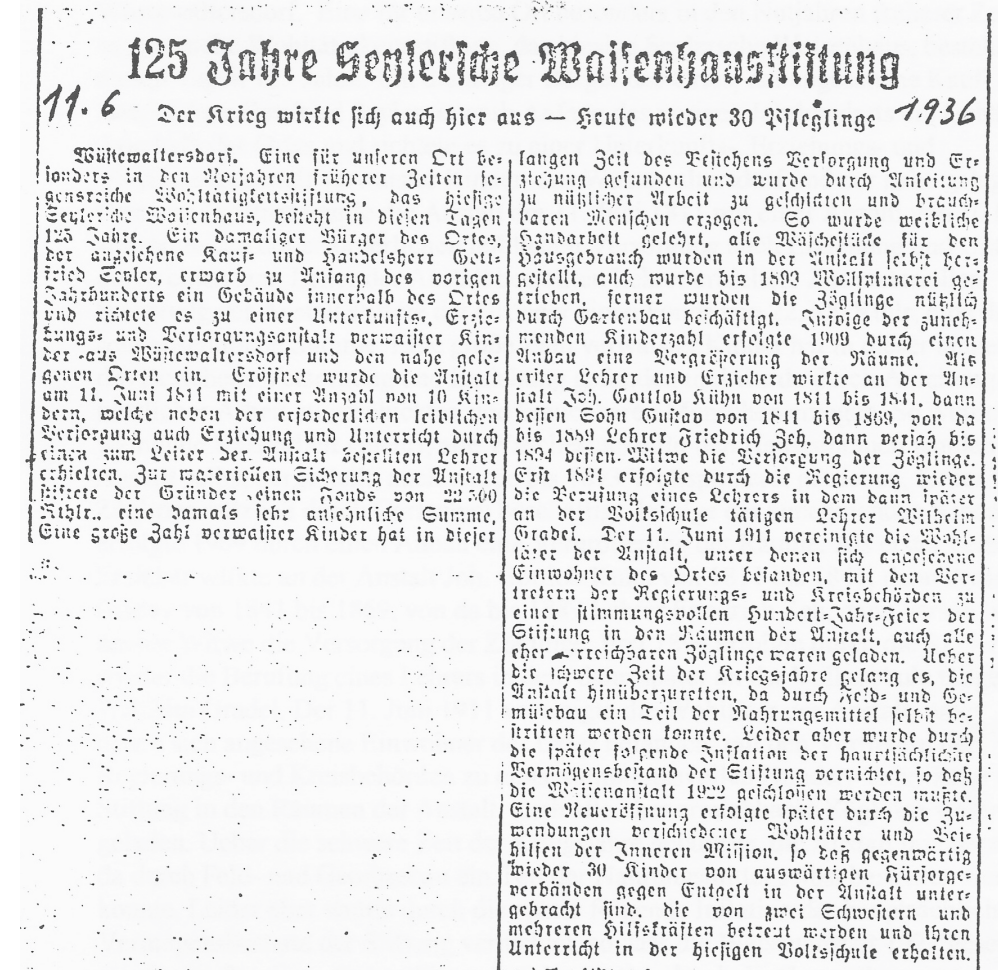 125 Jahre Seylersche Waisenhausstiftung
11. 6 1936
Der Krieg wirkte sich auch hier aus — Heute wieder 30 Pfleglinge
Wüstewaltersdorf. Eine für unseren Ort be-
sonders in den Notjahren früherer Zeiten se-
gensreiche Wohltätigkeitsstiftung, das hiesige
Seylersche Waisenhaus, besteht in diesen Tagen
125 Jahre. Ein damaliger Bürger des Ortes,
der angesehene Kauf- und Handelsherr Gott-
fried Seyler, erwarb zu Anfang des vorigen
Jahrhunderts ein Gebäude innerhalb des Ortes
und richtete es zu einer Unterkunfts-, Erzie-
hungs- und Versorgungsanstalt verwaister Kin-
der aus Wüstewaltersdorf und den nahe gele-
genen Orten ein. Eröffnet wurde die Anstalt
am 11. Juni 1811 mit einer Anzahl von 10 Kin-
dern, welche neben der erforderlichen leiblichen
Versorgung auch Erziehung und Unterricht durch
einen zum Leiter der Anstalt bestellten Lehrer
erhielten. Zur materiellen Sicherung der Anstalt
stiftete der Gründer einen Fonds von 22 500
Rthlr., eine damals sehr ansehnliche Summe.
Eine große Zahl verwaister Kinder hat in dieser
langen Zeit des Bestehens Versorgung und Er-
ziehung gefunden und wurde durch Anleitung
zu nützlicher Arbeit zu geschickten und brauch-
baren Menschen erzogen. So wurde weibliche
Handarbeit gelehrt, alle Wäschestücke für den
Hausgebrauch wurden in der Anstalt selbst her-
gestellt, auch wurde bis 1893 Wollspinnerei ge-
trieben, ferner wurden die Zöglinge nützlich
durch Gartenbau beschäftigt. Infolge der zuneh-
menden Kinderzahl erfolgte 1909 durch einen
Anbau eine Vergrößerung der Räume. Als
erster Lehrer und Erzieher wirkte an der An-
stalt Joh. Gottlob Kühn von 1811 bis 1841, dann
dessen Sohn Gustav von 1841 bis 1869, von da
bis 1889 Lehrer Friedrich Zeh, dann versah bis
1894 dessen Witwe die Versorgung der Zöglinge.
Erst 1894 erfolgte durch die Regierung wieder
die Berufung eines Lehrers in dem dann später
an der Volksschule tätigen Lehrer Wilhelm
Gradel. Der 11. Juni 1911 vereinigte die Wohl-
täter der Anstalt, unter denen sich angesehene
Einwohner des Ortes befanden, mit den Ver-
tretern der Regierungs- und Kreisbehörden zu
einer stimmungsvollen Hundert-Jahr-Feier der
Stiftung in den Räumen der Anstalt, auch alle
eher erreichbaren Zöglinge waren geladen. Ueber
die schwere Zeit der Kriegsjahre gelang es, die
Anstalt hinüberzuretten, da durch Feld- und Ge-
müsebau ein Teil der Nahrungsmittel selbst be-
stritten werden konnte. Leider aber wurde durch
die später folgende Inflation der hauptsächlichste
Vermögensbestand der Stiftung vernichtet, so daß
die Waisenanstalt 1922 geschlossen werden mußte.
Eine Neueröffnung erfolgte später durch die Zu-
wendungen verschiedener Wohltäter und Bei-
hilfen der Inneren Mission, so daß gegenwärtig
wieder 30 Kinder von auswärtigen Fürsorge-
verbänden gegen Entgelt in der Anstalt unter-
gebracht sind, die von zwei Schwestern und
mehreren Hilfskräften betreut werden und ihren
Unterricht in der hiesigen Volksschule erhalten.